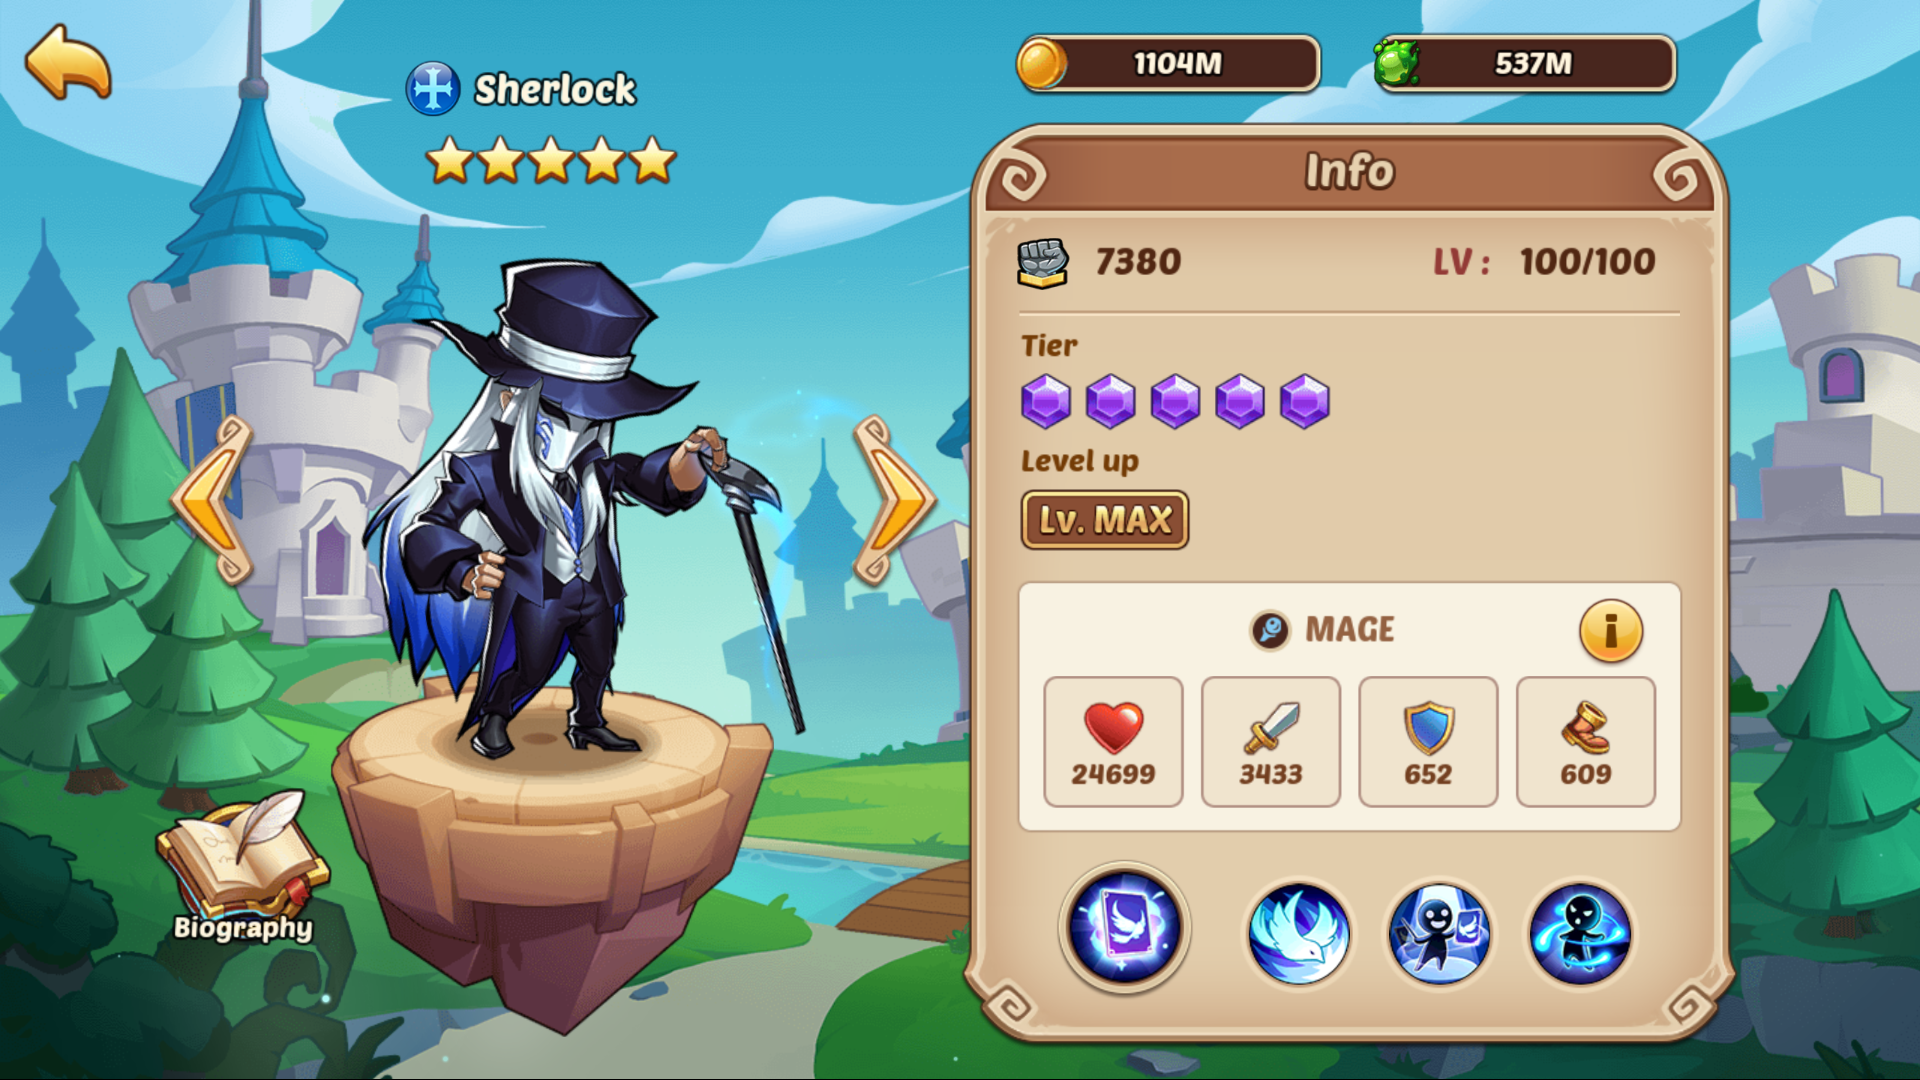 Sherlock
1104M
537M
Info
7380
LV : 100/100
Tier
Level up
Lv. MAX
MAGE
24699
3433
652
609
Biography